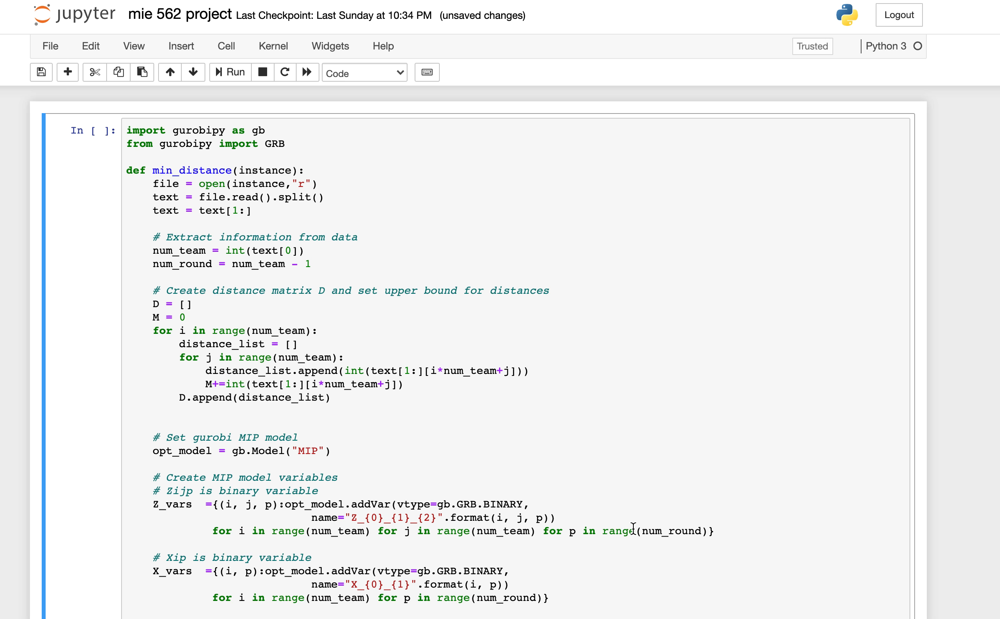 jupyter mie 562 project Last Checkpoint: Last Sunday at 10:34 PM (unsaved changes) Logout
File Edit View Insert Cell Kernel Widgets Help Trusted Python 3
Run Code
In [ ]: import gurobipy as gb
from gurobipy import GRB

def min_distance(instance):
    file = open(instance,"r")
    text = file.read().split()
    text = text[1:]

    # Extract information from data
    num_team = int(text[0])
    num_round = num_team - 1

    # Create distance matrix D and set upper bound for distances
    D = []
    M = 0
    for i in range(num_team):
        distance_list = []
        for j in range(num_team):
            distance_list.append(int(text[1:][i*num_team+j]))
            M+=int(text[1:][i*num_team+j])
        D.append(distance_list)

    # Set gurobi MIP model
    opt_model = gb.Model("MIP")

    # Create MIP model variables
    # Zijp is binary variable
    Z_vars  ={(i, j, p):opt_model.addVar(vtype=gb.GRB.BINARY,
                            name="Z_{0}_{1}_{2}".format(i, j, p))
             for i in range(num_team) for j in range(num_team) for p in range(num_round)}

    # Xip is binary variable
    X_vars  ={(i, p):opt_model.addVar(vtype=gb.GRB.BINARY,
                            name="X_{0}_{1}".format(i, p))
             for i in range(num_team) for p in range(num_round)}